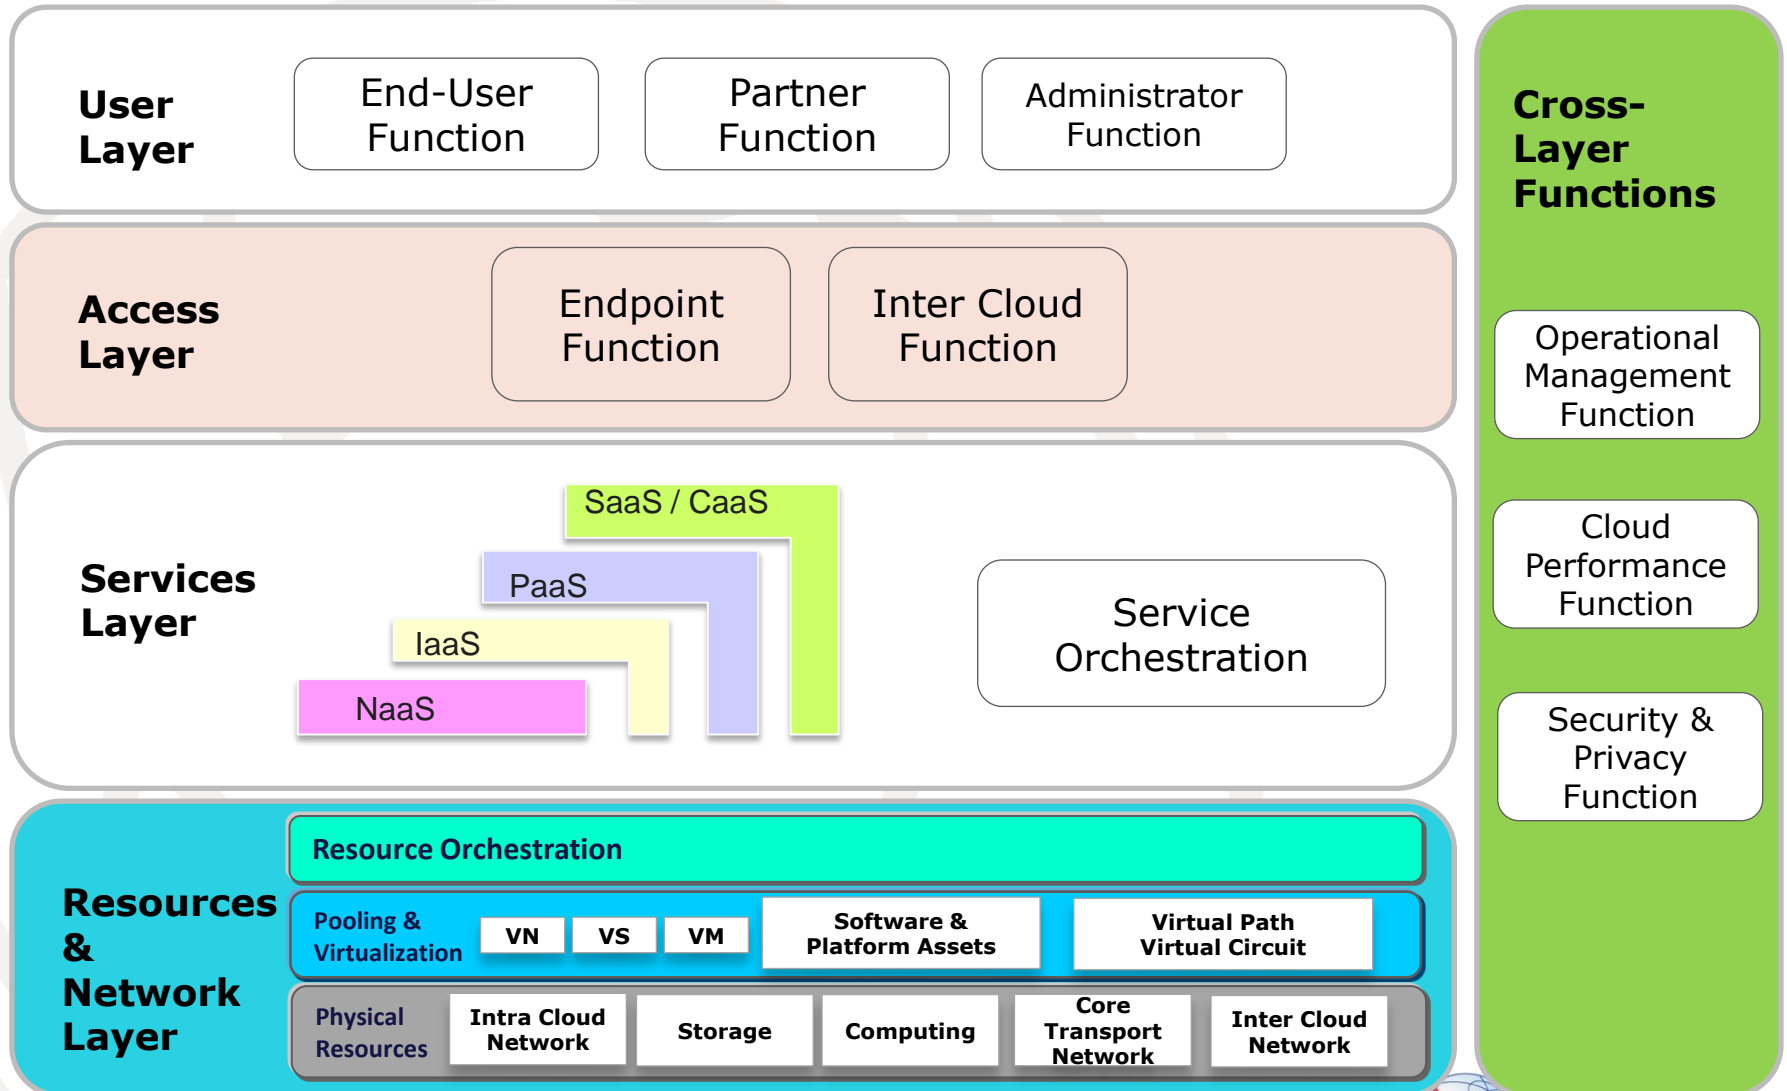 User
Layer
End-User
Function
Partner
Function
Administrator
Function
Access
Layer
Endpoint
Function
Inter Cloud
Function
Services
Layer
SaaS / CaaS
PaaS
IaaS
NaaS
Service
Orchestration
Resources
&
Network
Layer
Resource Orchestration
Pooling &
Virtualization
VN
VS
VM
Software &
Platform Assets
Virtual Path
Virtual Circuit
Physical
Resources
Intra Cloud
Network
Storage
Computing
Core
Transport
Network
Inter Cloud
Network
Cross-
Layer
Functions
Operational
Management
Function
Cloud
Performance
Function
Security &
Privacy
Function